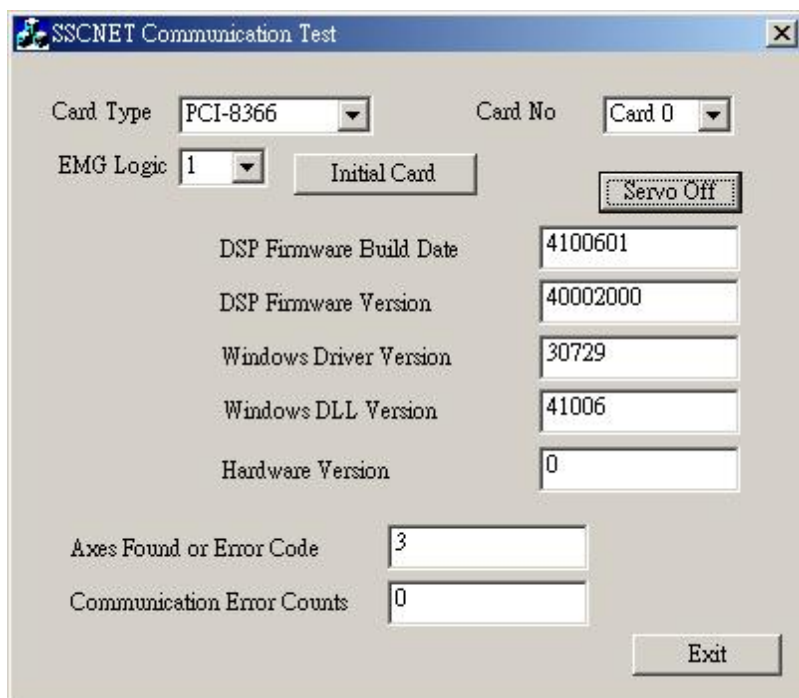 SSCNET Communication Test
Card Type PCI-8366 Card No Card 0
EMG Logic 1 Initial Card
Servo Off
DSP Firmware Build Date 4100601
DSP Firmware Version 40002000
Windows Driver Version 30729
Windows DLL Version 41006
Hardware Version 0
Axes Found or Error Code 3
Communication Error Counts 0
Exit